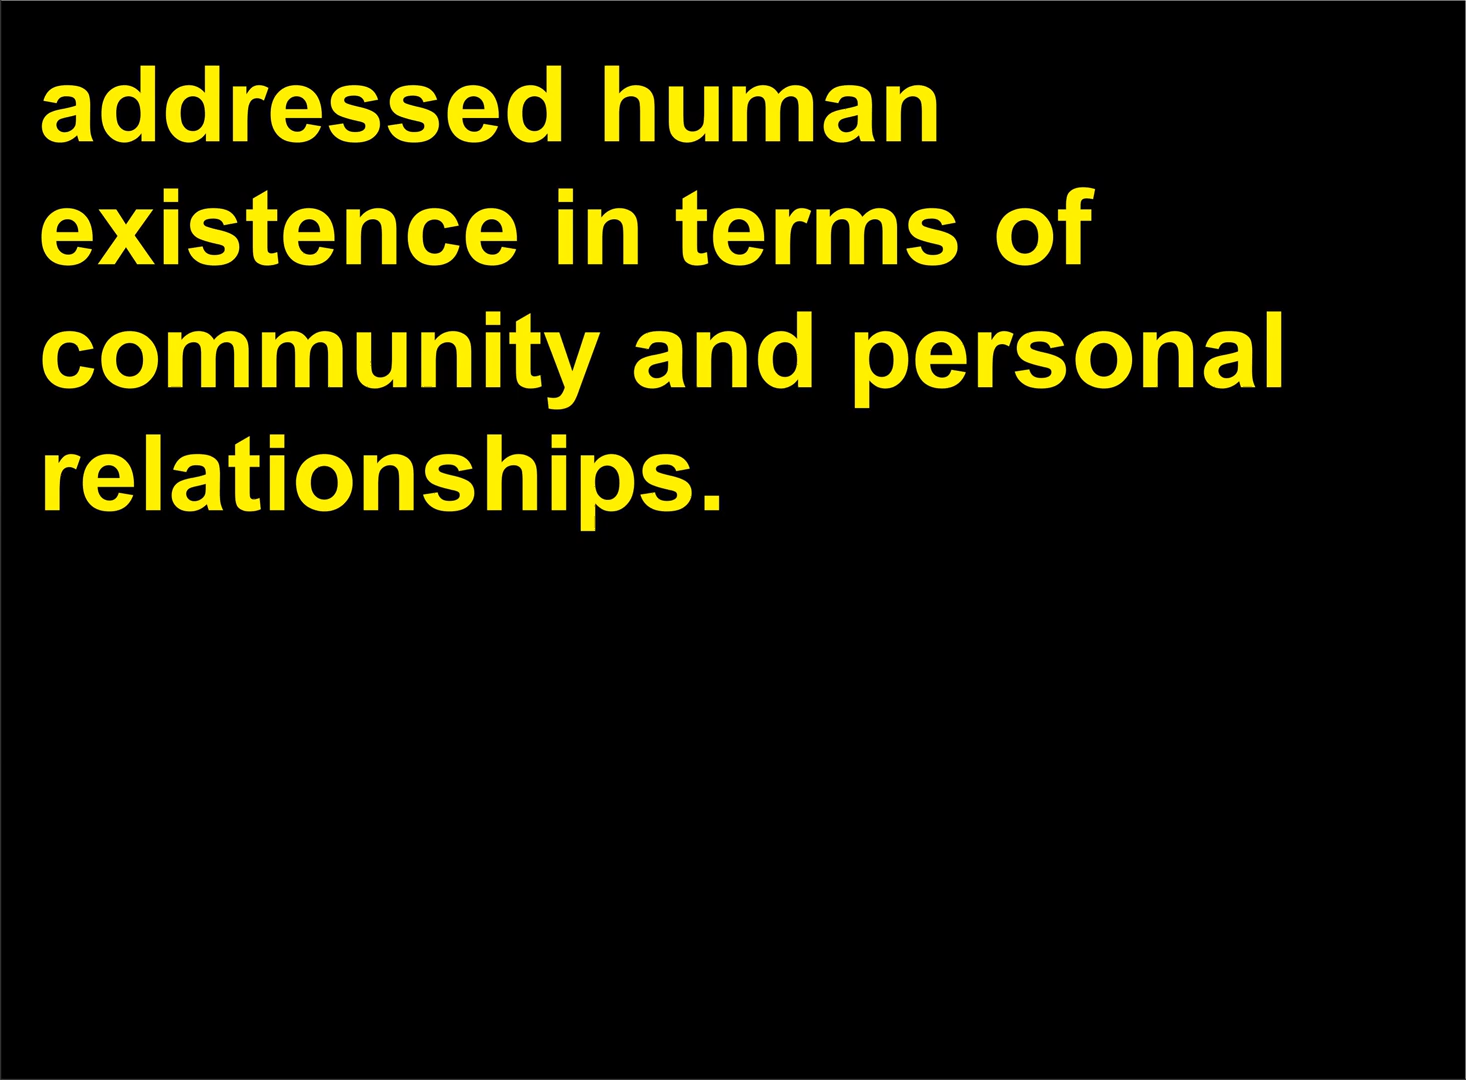 addressed human
existence in terms of
community and personal
relationships.